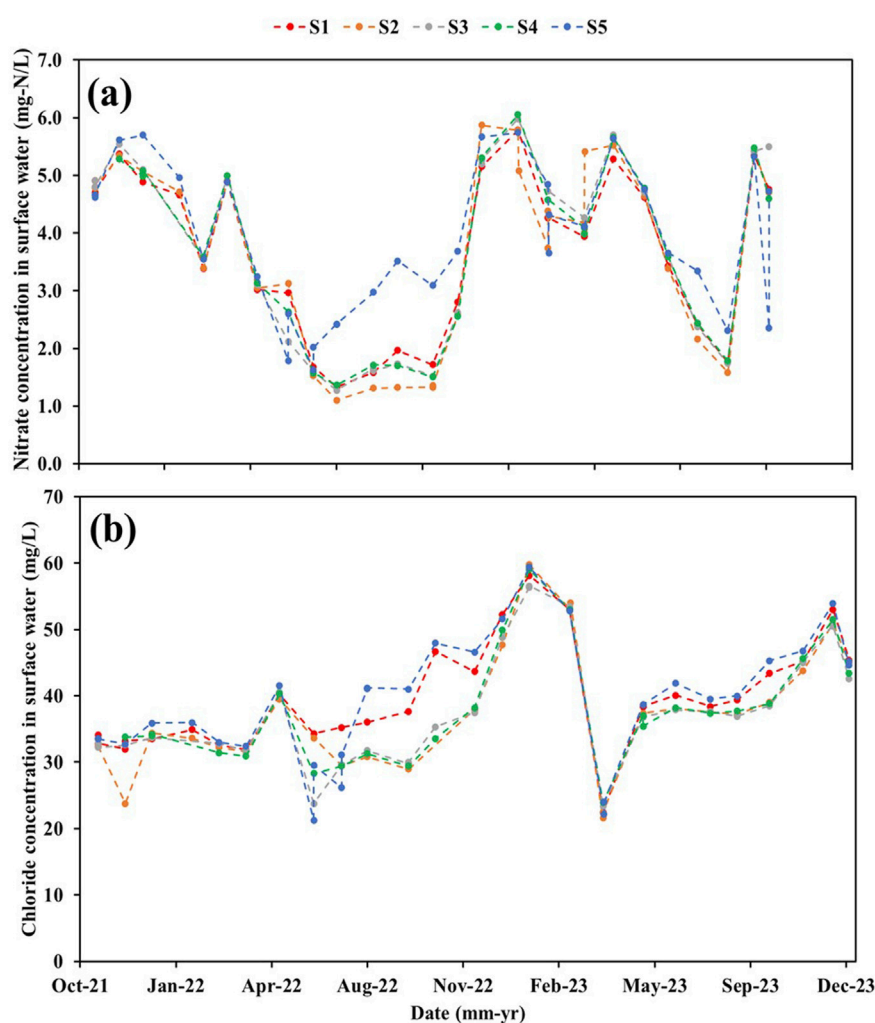 S1 S2 S3 S4 S5
(a)
Nitrate concentration in surface water (mg-N/L)
7.0
6.0
5.0
4.0
3.0
2.0
1.0
0.0
(b)
Chloride concentration in surface water (mg/L)
70
60
50
40
30
20
10
0
Oct-21 Jan-22 Apr-22 Aug-22 Nov-22 Feb-23 May-23 Sep-23 Dec-23
Date (mm-yr)